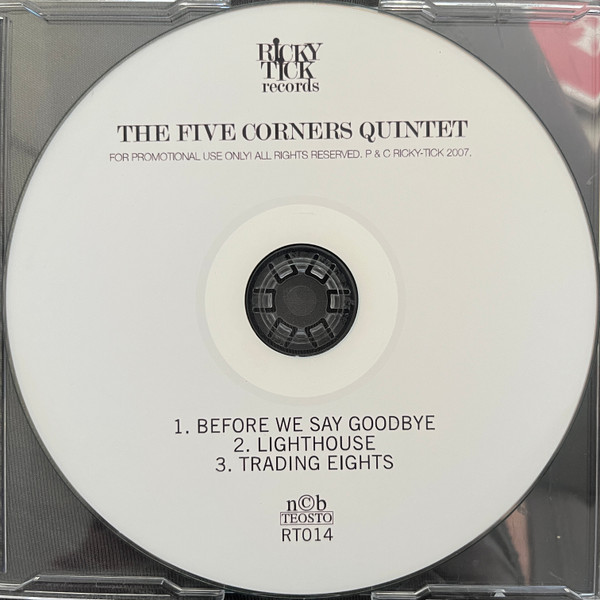 RICKY
TICK
records
THE FIVE CORNERS QUINTET
FOR PROMOTIONAL USE ONLY! ALL RIGHTS RESERVED. P & C RICKY-TICK 2007.
1. BEFORE WE SAY GOODBYE
2. LIGHTHOUSE
3. TRADING EIGHTS
n©b
TEOSTO
RT014